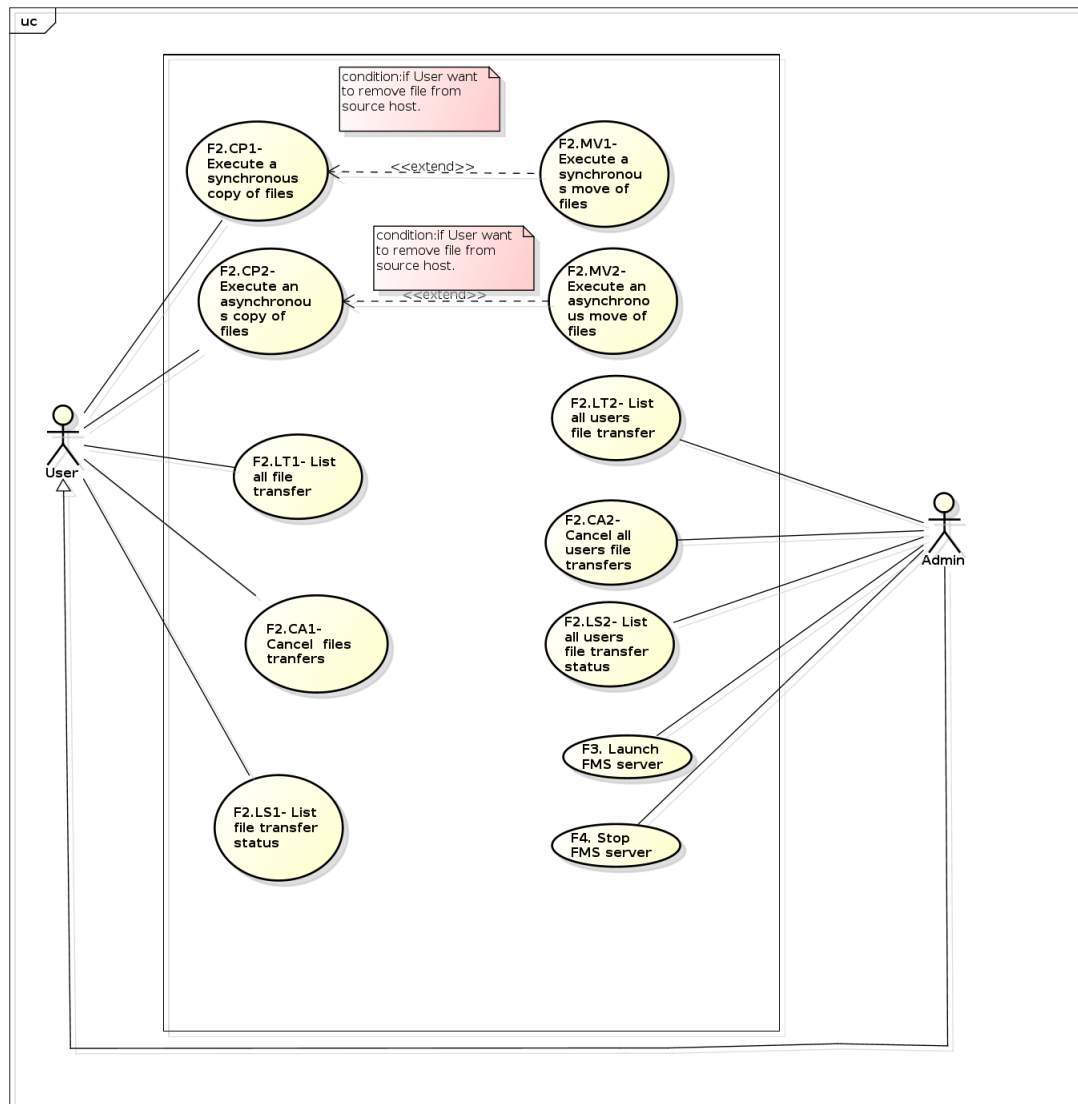 uc
condition:if User want
to remove file from
source host.
F2.CP1-
Execute a
synchronous
copy of files
<<extend>>
F2.MV1-
Execute a
synchronou
s move of
files
condition:if User want
to remove file from
source host.
F2.CP2-
Execute an
asynchronou
s copy of
files
<<extend>>
F2.MV2-
Execute an
asynchrono
us move of
files
F2.LT2- List
all users
file transfer
User
F2.LT1- List
all file
transfer
F2.CA2-
Cancel all
users file
transfers
Admin
F2.CA1-
Cancel  files
tranfers
F2.LS2- List
all users
file transfer
status
F3. Launch
FMS server
F2.LS1- List
file transfer
status
F4. Stop
FMS server